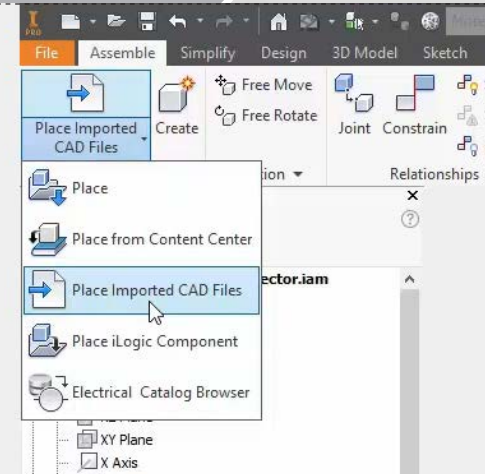 I
PRO
File Assemble Simplify Design 3D Model Sketch
Place Imported
CAD Files
Create
Free Move
Free Rotate
Joint Constrain
Relationships
Place
Place from Content Center
ector.iam
Place Imported CAD Files
Place iLogic Component
Electrical Catalog Browser
XY Plane
X Axis